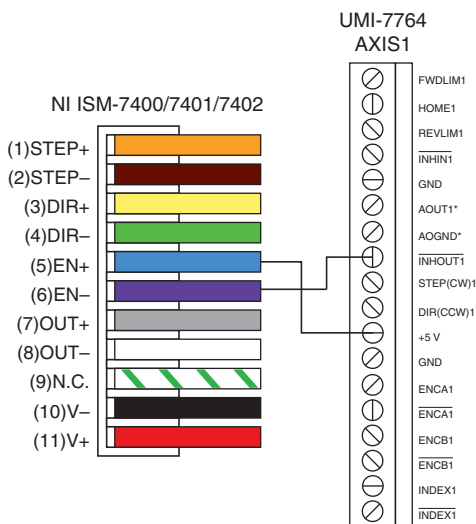 UMI-7764
AXIS1
NI ISM-7400/7401/7402
(1)STEP+
(2)STEP–
(3)DIR+
(4)DIR–
(5)EN+
(6)EN–
(7)OUT+
(8)OUT–
(9)N.C.
(10)V–
(11)V+
FWDLIM1
HOME1
REVLIM1
INHIN1
GND
AOUT1*
AOGND*
INHOUT1
STEP(CW)1
DIR(CCW)1
+5 V
GND
ENCA1
ENCA1
ENCB1
ENCB1
INDEX1
INDEX1